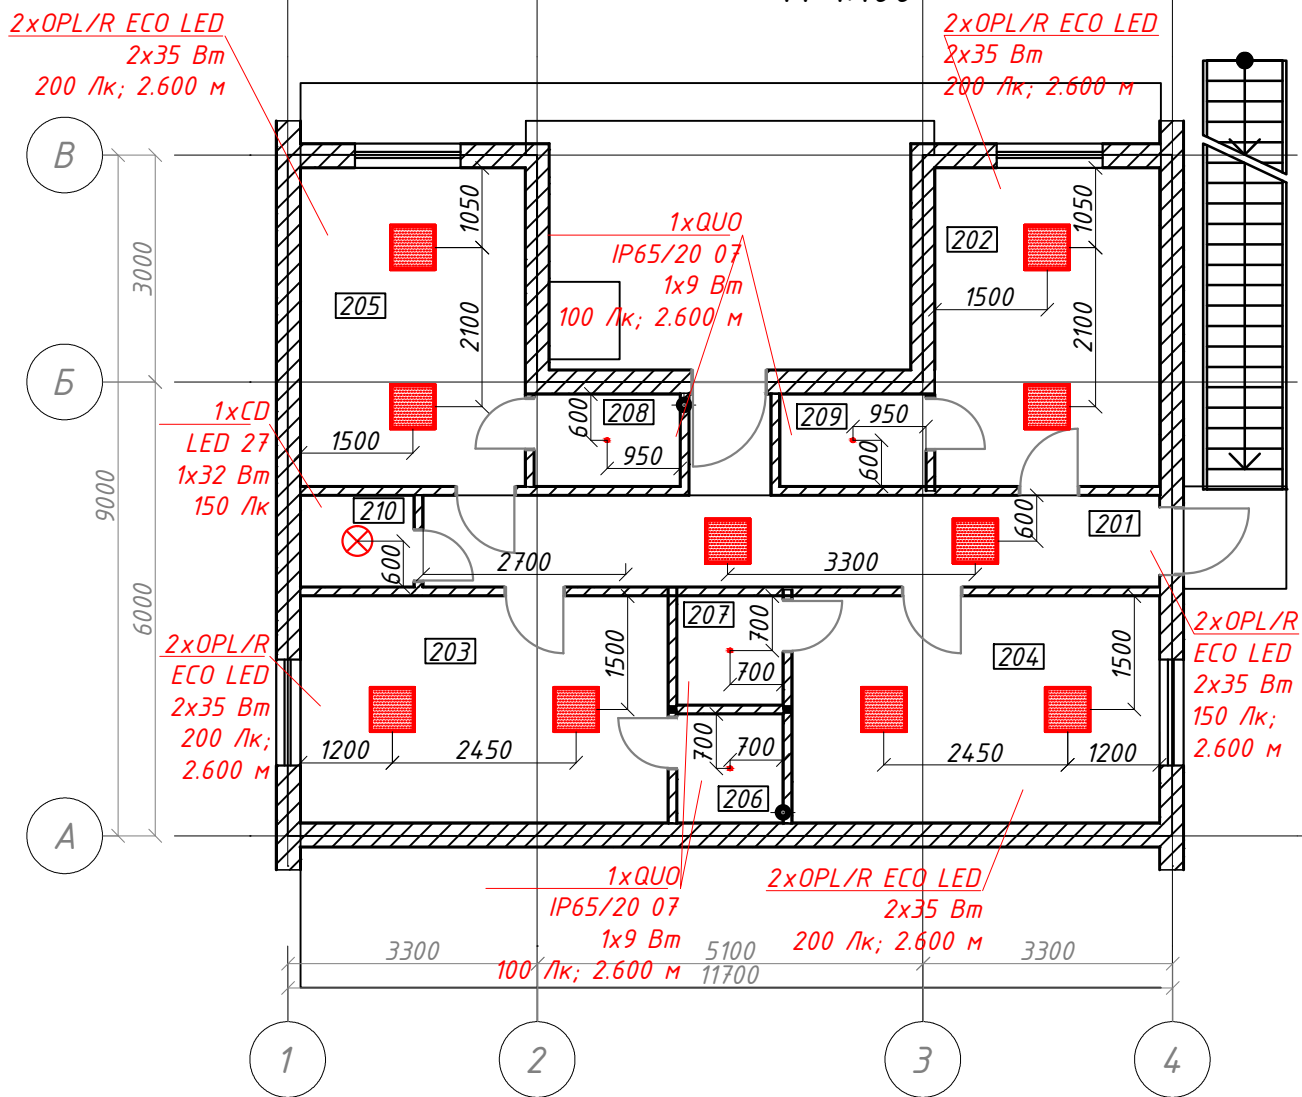 2xOPL/R ECO LED
2x35 Вт
200 Лк; 2.600 м
2xOPL/R ECO LED
2x35 Вт
200 Лк; 2.600 м
В
1050
1xQUO
IP65/20 07
1x9 Вт
100 Лк; 2.600 м
202
1050
3000
205
2100
1500
2100
Б
1xCD
LED 27
1x32 Вт
150 Лк
1500
600
208
950
209
950
600
9000
210
600
2700
3300
600
201
6000
2xOPL/R
ECO LED
2x35 Вт
200 Лк;
2.600 м
203
1500
207
700
700
204
1500
2xOPL/R
ECO LED
2x35 Вт
150 Лк;
2.600 м
1200
2450
700
700
206
2450
1200
А
1xQUO
IP65/20 07
1x9 Вт
100 Лк; 2.600 м
2xOPL/R ECO LED
2x35 Вт
200 Лк; 2.600 м
3300
5100
3300
11700
1
2
3
4